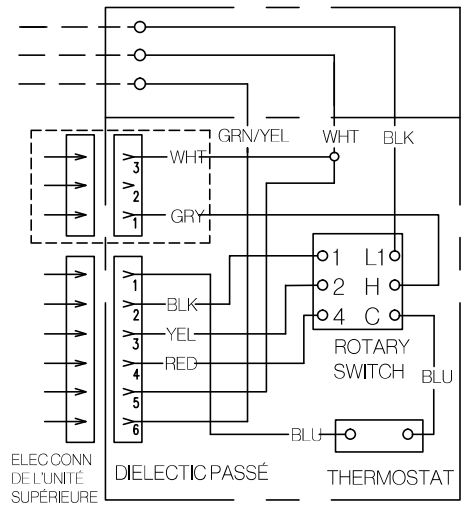 GRN/YEL WHT BLK
3 WHT
2
1 GRY
1 L1
2 H
4 C
1
2 BLK
3 YEL
4 RED
5
6
ROTARY
SWITCH
BLU
BLU
THERMOSTAT
ELEC CONN
DE L'UNITÉ
SUPÉRIEURE
DIELECTIC PASSÉ